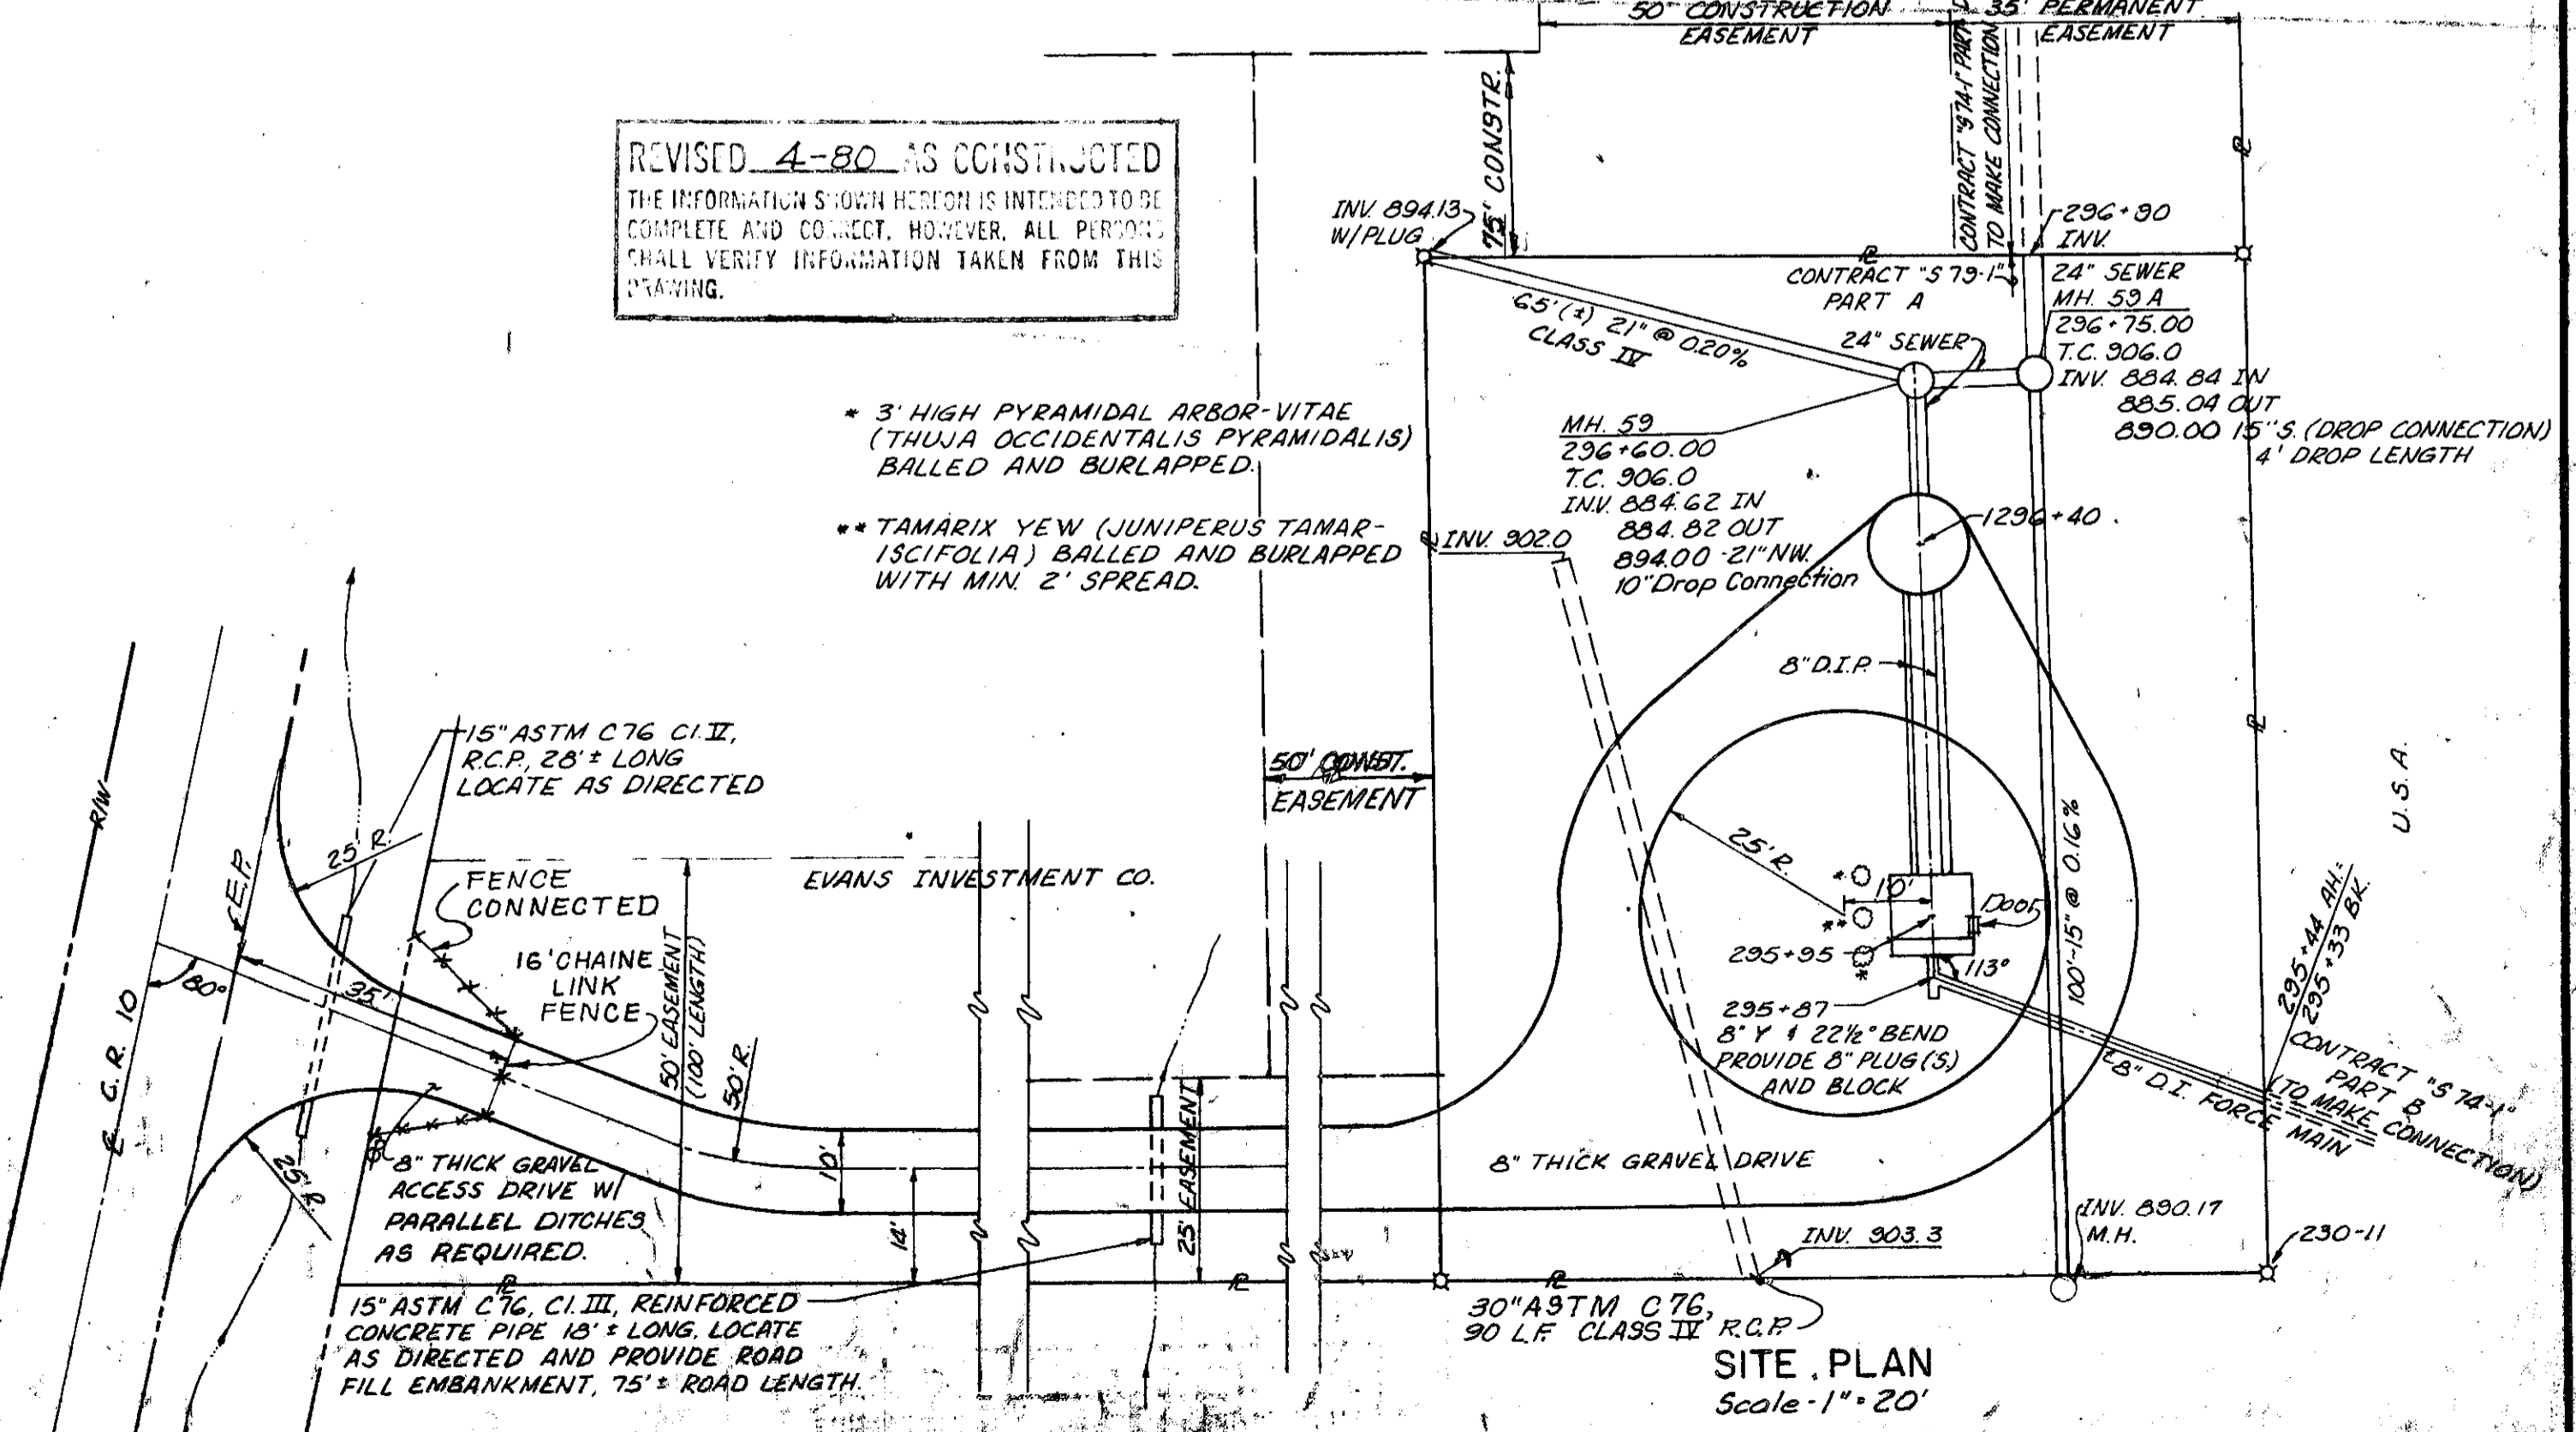 50' CONSTRUCTION
EASEMENT
35' PERMANENT
EASEMENT
CONTRACT "S 74-1" PART
TO MAKE CONNECTION
75' CONSTR.
REVISED 4-80 AS CONSTRUCTED
THE INFORMATION SHOWN HEREON IS INTENDED TO BE
COMPLETE AND CORRECT. HOWEVER, ALL PERSONS
SHALL VERIFY INFORMATION TAKEN FROM THIS
DRAWING.
INV. 894.13
W/PLUG
296+90
INV.
CONTRACT "S 79-1"
PART A
24" SEWER
MH. 59 A
296+75.00
T.C. 906.0
INV. 884.84 IN
885.04 OUT
890.00 15" S. (DROP CONNECTION)
4' DROP LENGTH
65' (±) 21" @ 0.20%
CLASS IV
24" SEWER
* 3' HIGH PYRAMIDAL ARBOR-VITAE
(THUJA OCCIDENTALIS PYRAMIDALIS)
BALLED AND BURLAPPED.
** TAMARIX YEW (JUNIPERUS TAMAR-
ISCIFOLIA) BALLED AND BURLAPPED
WITH MIN. 2' SPREAD.
MH. 59
296+60.00
T.C. 906.0
INV. 884.62 IN
884.82 OUT
894.00 -21" NW.
10" Drop Connection
INV. 902.0
1296+40
8" D.I.P.
15" ASTM C76 Cl. IV,
R.C.P., 28' ± LONG
LOCATE AS DIRECTED
50' CONST.
EASEMENT
U.S.A.
R/W
E.P.
25' R.
FENCE
CONNECTED
EVANS INVESTMENT CO.
16' CHAINE
LINK
FENCE
80°
35'
℄ C.R. 10
50' EASEMENT
(100' LENGTH)
50' R.
25' R.
*
10'
**
*
Door
295+95
113°
295+87
8" Y & 22½° BEND
PROVIDE 8" PLUG(S)
AND BLOCK
100'-15" @ 0.16%
295+44 AH.=
295+33 BK.
CONTRACT "S 74-1"
PART B
(TO MAKE CONNECTION)
8" D.I. FORCE MAIN
25' R.
8" THICK GRAVEL
ACCESS DRIVE W/
PARALLEL DITCHES
AS REQUIRED.
10'
14'
25' EASEMENT
8" THICK GRAVEL DRIVE
INV. 903.3
INV. 890.17
M.H.
230-11
15" ASTM C76, Cl. III, REINFORCED
CONCRETE PIPE 18' ± LONG. LOCATE
AS DIRECTED AND PROVIDE ROAD
FILL EMBANKMENT, 75' ± ROAD LENGTH.
30" ASTM C 76,
90 L.F. CLASS IV R.C.P.
SITE PLAN
Scale - 1" = 20'